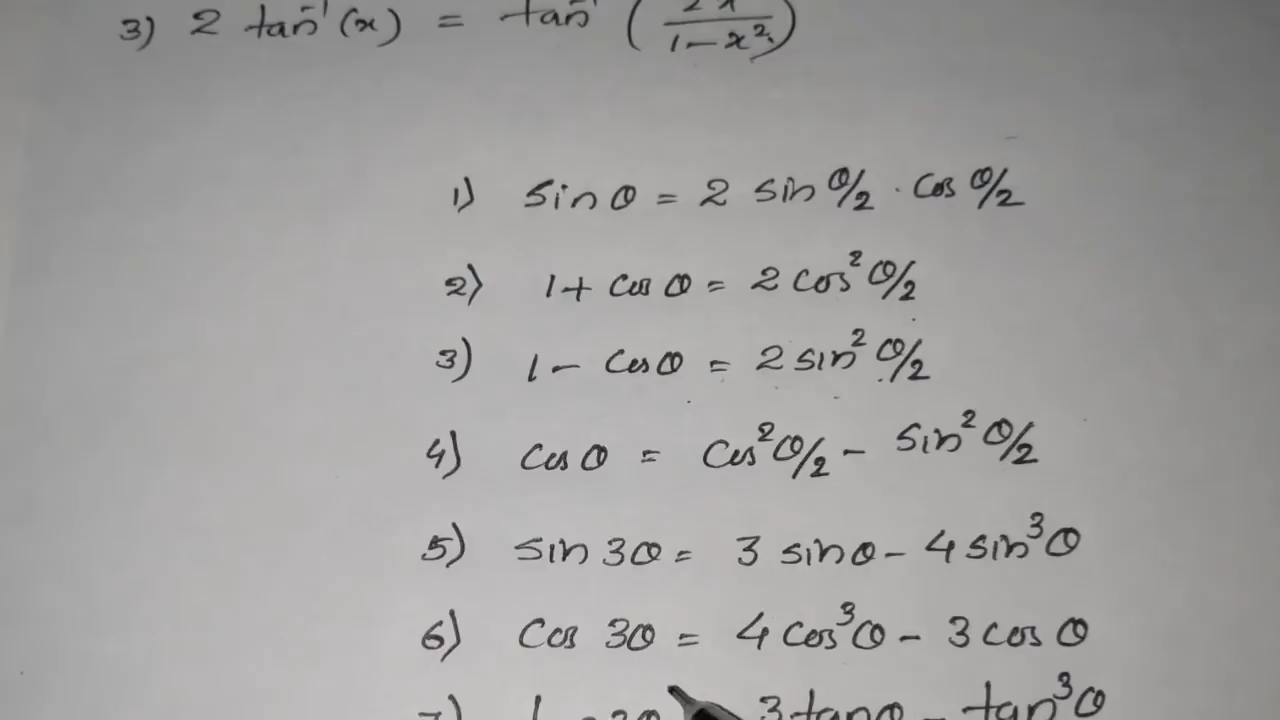 3) 2 tan⁻¹(x) = tan⁻¹ (2x/1-x²)
1) sin θ = 2 sin θ/2 . cos θ/2
2) 1 + cos θ = 2 cos² θ/2
3) 1 - cos θ = 2 sin² θ/2
4) cos θ = cos² θ/2 - sin² θ/2
5) sin 3θ = 3 sin θ - 4 sin³ θ
6) cos 3θ = 4 cos³ θ - 3 cos θ
7) 3θ 3 tan θ - tan³ θ